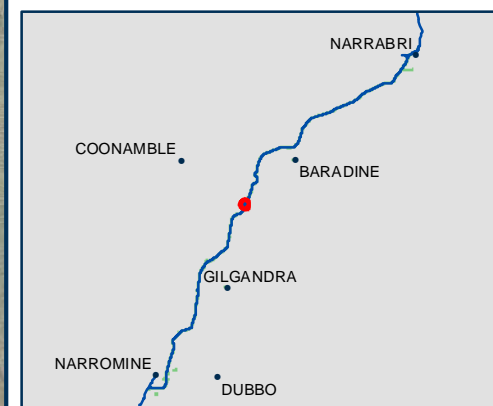 NARRABRI
COONAMBLE
BARADINE
GILGANDRA
NARROMINE
DUBBO